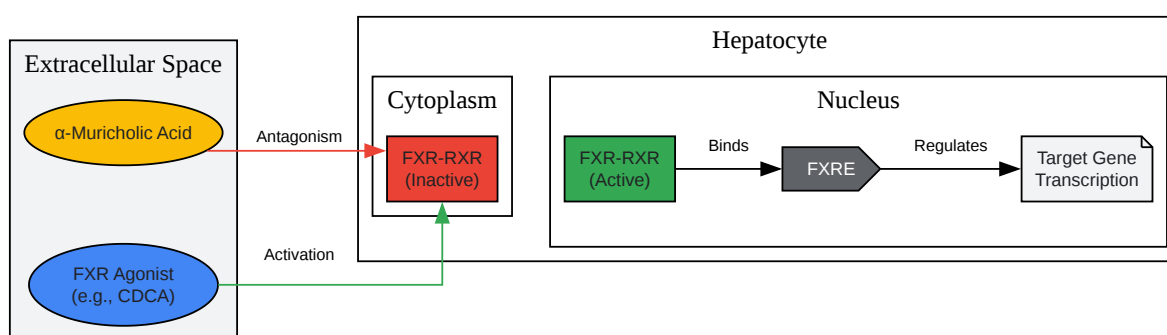 Hepatocyte
Extracellular Space
Cytoplasm
Nucleus
α-Muricholic Acid
Antagonism
FXR-RXR
(Inactive)
FXR-RXR
(Active)
Binds
FXRE
Regulates
Target Gene
Transcription
FXR Agonist
(e.g., CDCA)
Activation